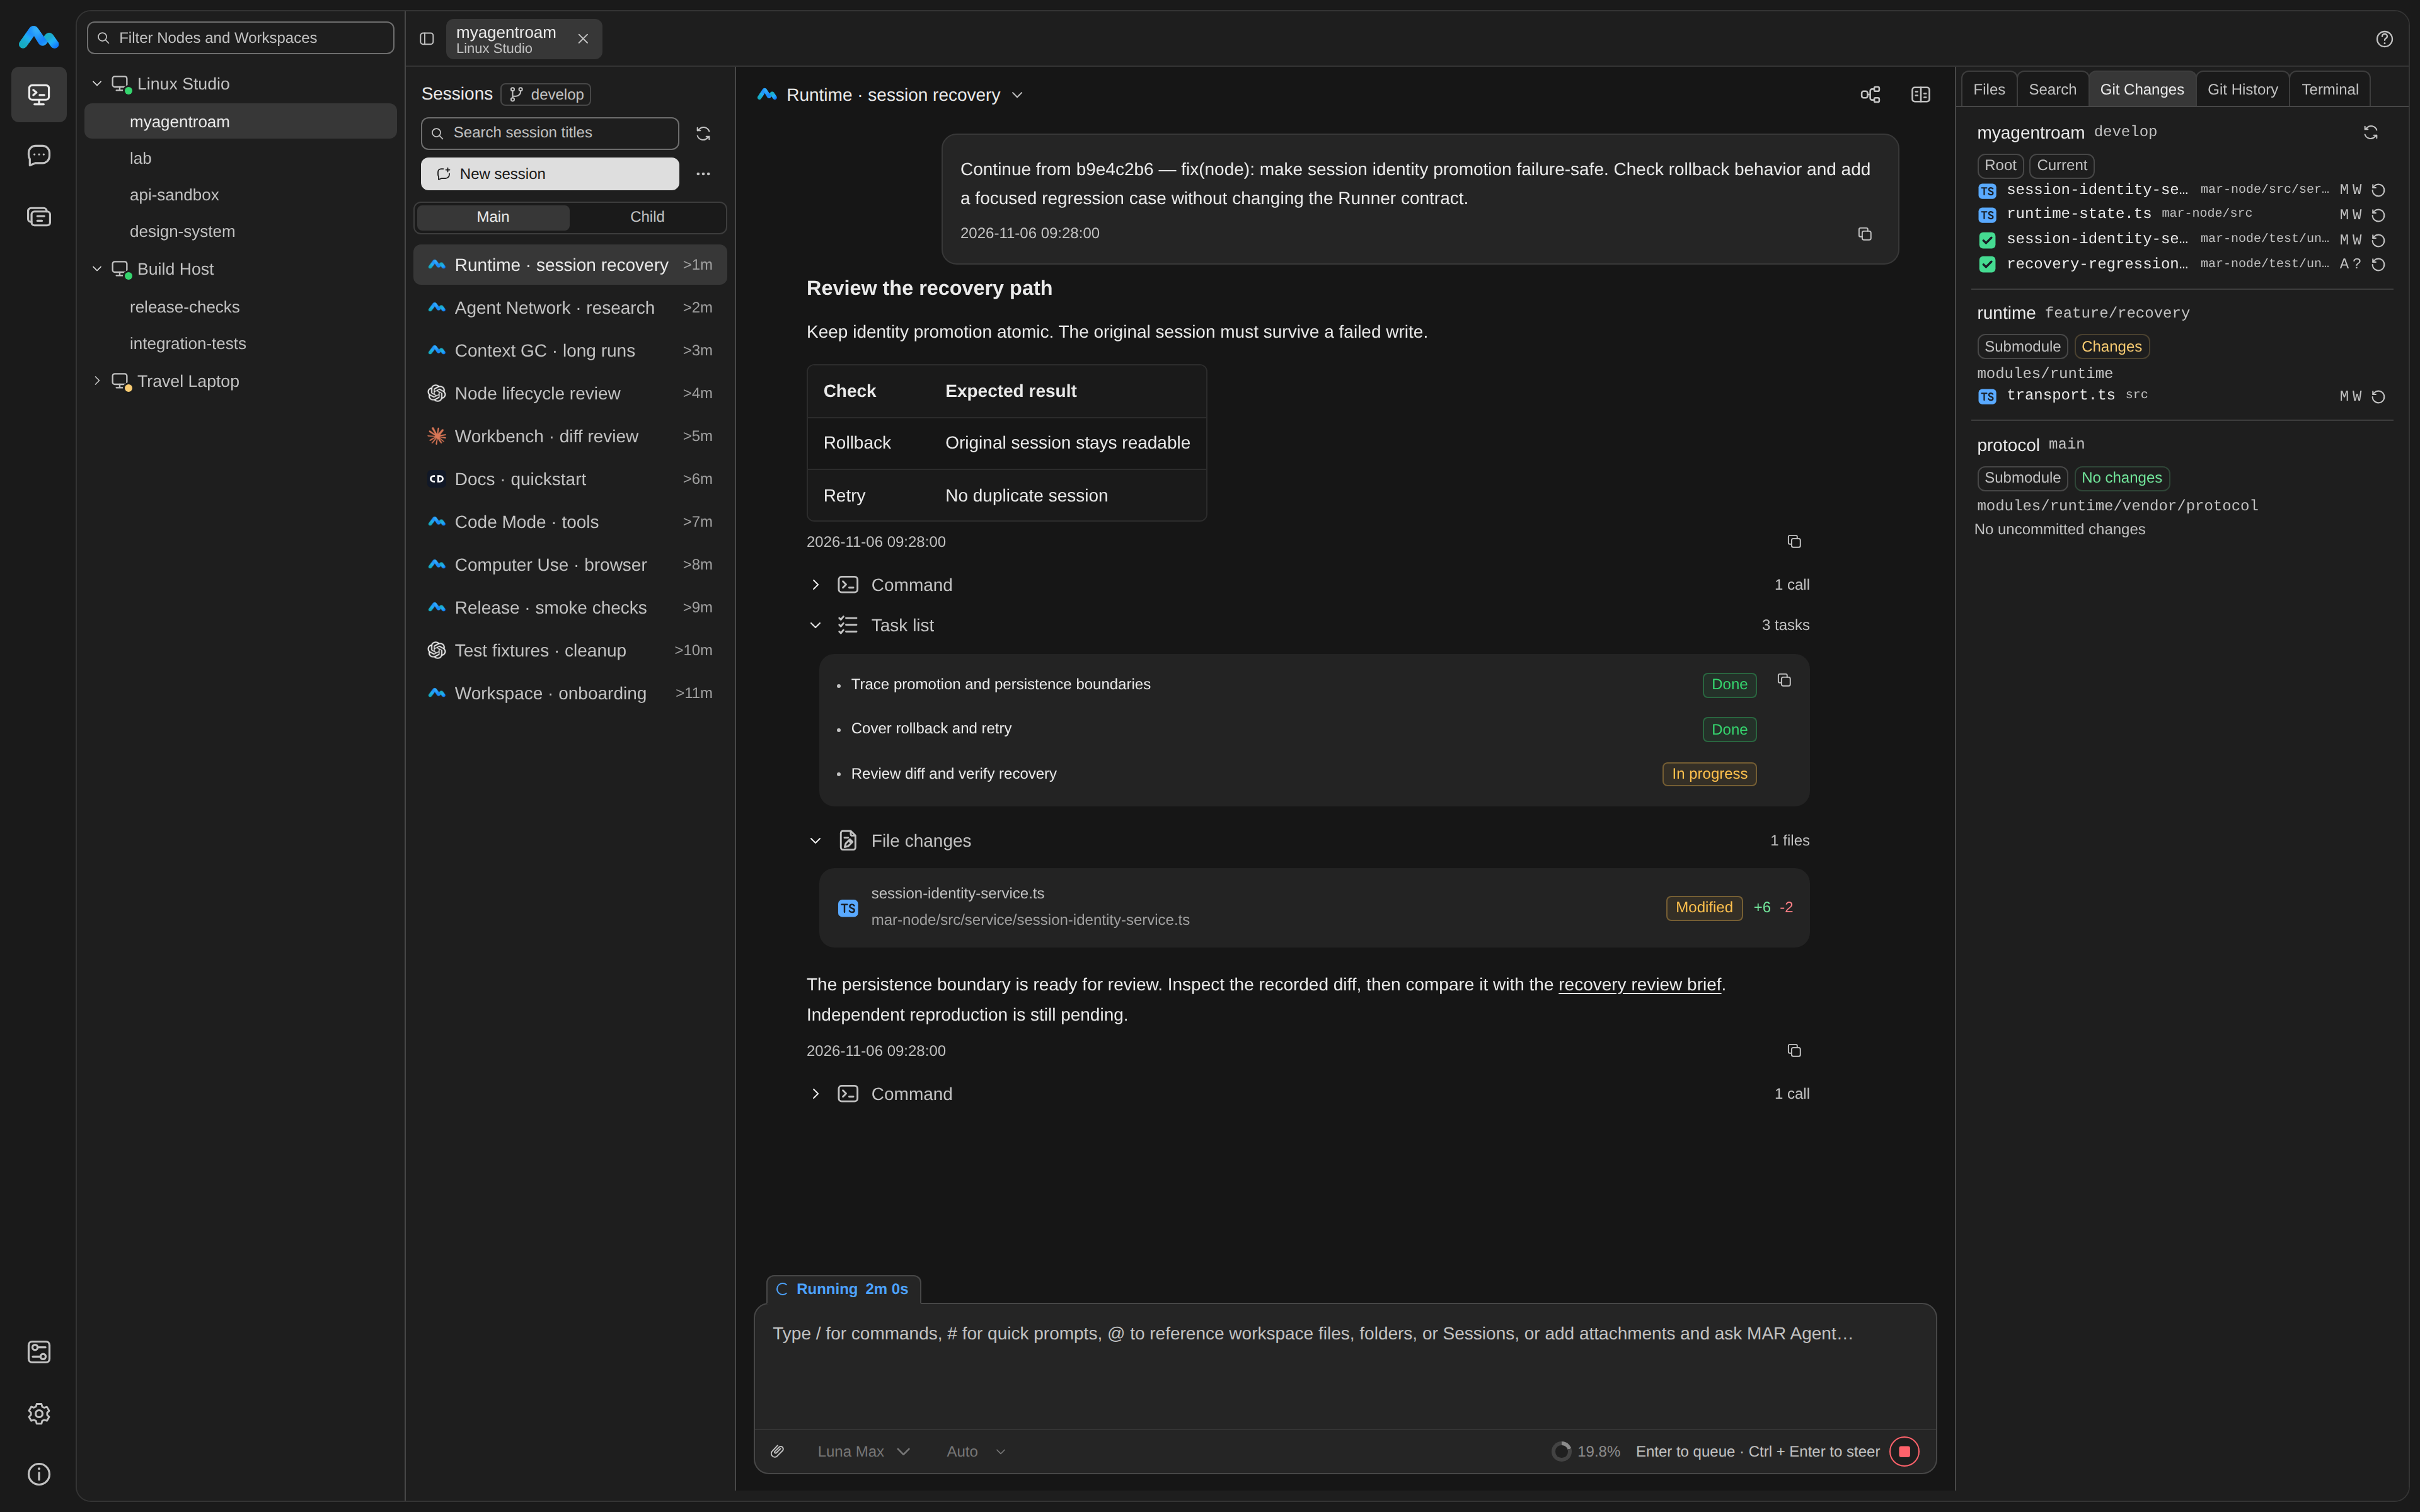 Filter Nodes and Workspaces
Linux Studio
myagentroam
lab
api-sandbox
design-system
Build Host
release-checks
integration-tests
Travel Laptop
myagentroam
Linux Studio
Sessions
develop
Search session titles
New session
Main
Child
Runtime · session recovery >1m
Agent Network · research >2m
Context GC · long runs >3m
Node lifecycle review >4m
Workbench · diff review >5m
CD Docs · quickstart >6m
Code Mode · tools >7m
Computer Use · browser >8m
Release · smoke checks >9m
Test fixtures · cleanup >10m
Workspace · onboarding >11m
Runtime · session recovery
Continue from b9e4c2b6 — fix(node): make session identity promotion failure-safe. Check rollback behavior and add
a focused regression case without changing the Runner contract.
2026-11-06 09:28:00
Review the recovery path
Keep identity promotion atomic. The original session must survive a failed write.
Check Expected result
Rollback Original session stays readable
Retry No duplicate session
2026-11-06 09:28:00
Command 1 call
Task list 3 tasks
• Trace promotion and persistence boundaries Done
• Cover rollback and retry Done
• Review diff and verify recovery In progress
File changes 1 files
session-identity-service.ts
TS mar-node/src/service/session-identity-service.ts Modified +6 -2
The persistence boundary is ready for review. Inspect the recorded diff, then compare it with the recovery review brief.
Independent reproduction is still pending.
2026-11-06 09:28:00
Command 1 call
Running 2m 0s
Type / for commands, # for quick prompts, @ to reference workspace files, folders, or Sessions, or add attachments and ask MAR Agent…
Luna Max Auto 19.8% Enter to queue · Ctrl + Enter to steer
Files Search Git Changes Git History Terminal
myagentroam develop
Root Current
TS session-identity-se… mar-node/src/ser… M W
TS runtime-state.ts mar-node/src M W
session-identity-se… mar-node/test/un… M W
recovery-regression… mar-node/test/un… A ?
runtime feature/recovery
Submodule Changes
modules/runtime
TS transport.ts src M W
protocol main
Submodule No changes
modules/runtime/vendor/protocol
No uncommitted changes